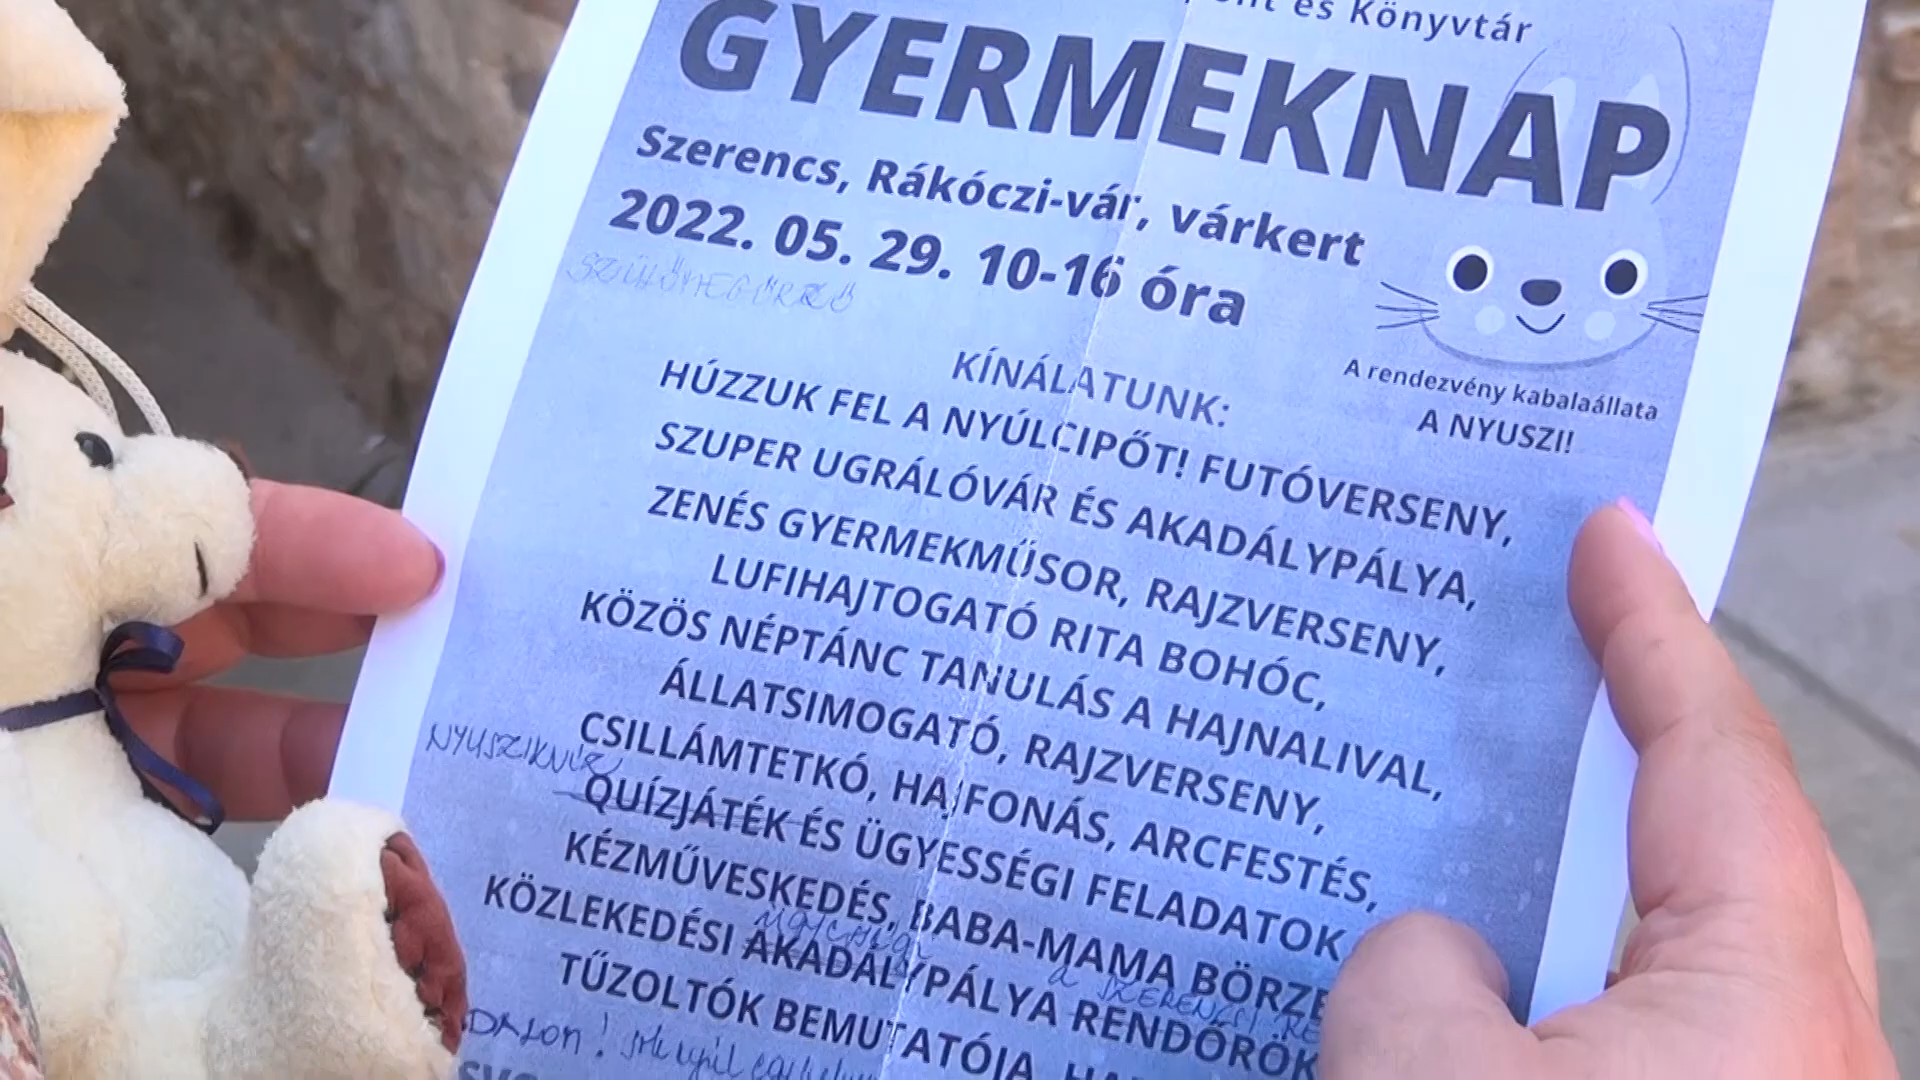 és Könyvtár
GYERMEKNAP
Szerencs, Rákóczi-vár, várkert
2022. 05. 29. 10-16 óra
A rendezvény kabalaállata
A NYUSZI!
KÍNÁLATUNK:
HÚZZUK FEL A NYÚLCIPŐT! FUTÓVERSENY,
SZUPER UGRÁLÓVÁR ÉS AKADÁLYPÁLYA,
ZENÉS GYERMEKMŰSOR, RAJZVERSENY,
LUFIHAJTOGATÓ RITA BOHÓC,
KÖZÖS NÉPTÁNC TANULÁS A HAJNALIVAL,
ÁLLATSIMOGATÓ, RAJZVERSENY,
CSILLÁMTETKÓ, HAJFONÁS, ARCFESTÉS,
QUÍZJÁTÉK ÉS ÜGYESSÉGI FELADATOK
KÉZMŰVESKEDÉS, BABA-MAMA BÖRZE
ügyességi
KÖZLEKEDÉSI AKADÁLYPÁLYA RENDŐRÖK
TŰZOLTÓK BEMUTATÓJA,